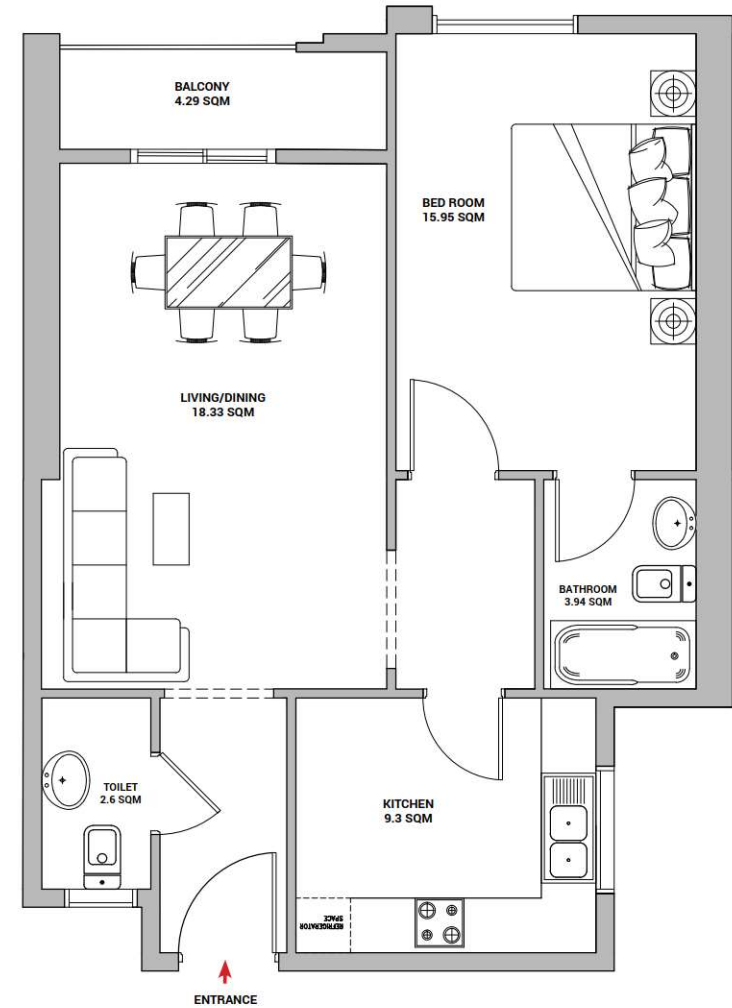 BALCONY
4.29 SQM
BED ROOM
15.95 SQM
LIVING/DINING
18.33 SQM
BATHROOM
3.94 SQM
TOILET
2.6 SQM
KITCHEN
9.3 SQM
REFRIGERATOR
SPACE
ENTRANCE